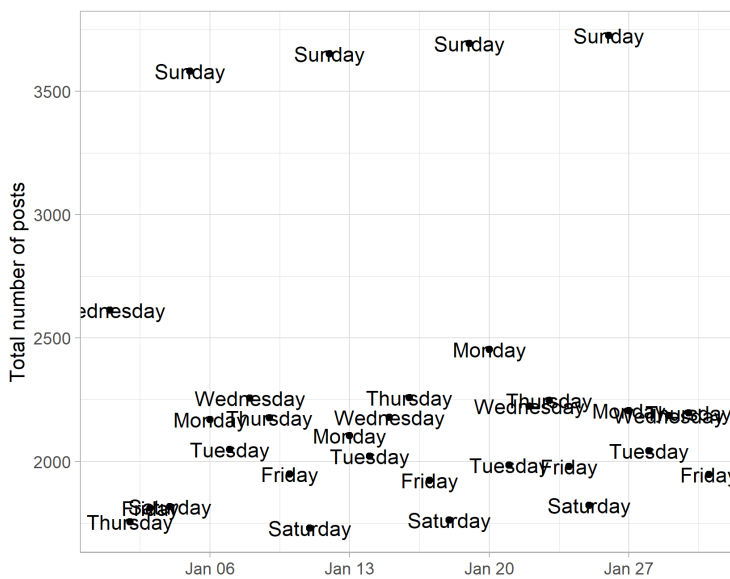 Total number of posts
3500
3000
2500
2000
Sunday
Sunday
Sunday
Sunday
ednesday
Monday
Wednesday
Thursday
Thursday
Wednesday
Monday
Thursday
Wednesday
Thursday
Monday
Wednesday
Monday
Tuesday
Tuesday
Tuesday
Tuesday
Friday
Friday
Friday
Friday
Friday
Saturday
Thursday
Saturday
Saturday
Saturday
Jan 06
Jan 13
Jan 20
Jan 27